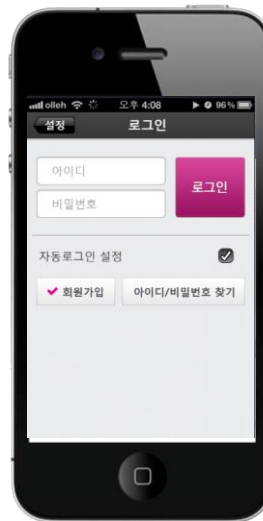 olleh 오후 4:08 96%
설정 로그인
아이디
로그인
비밀번호
자동로그인 설정
회원가입 아이디/비밀번호 찾기